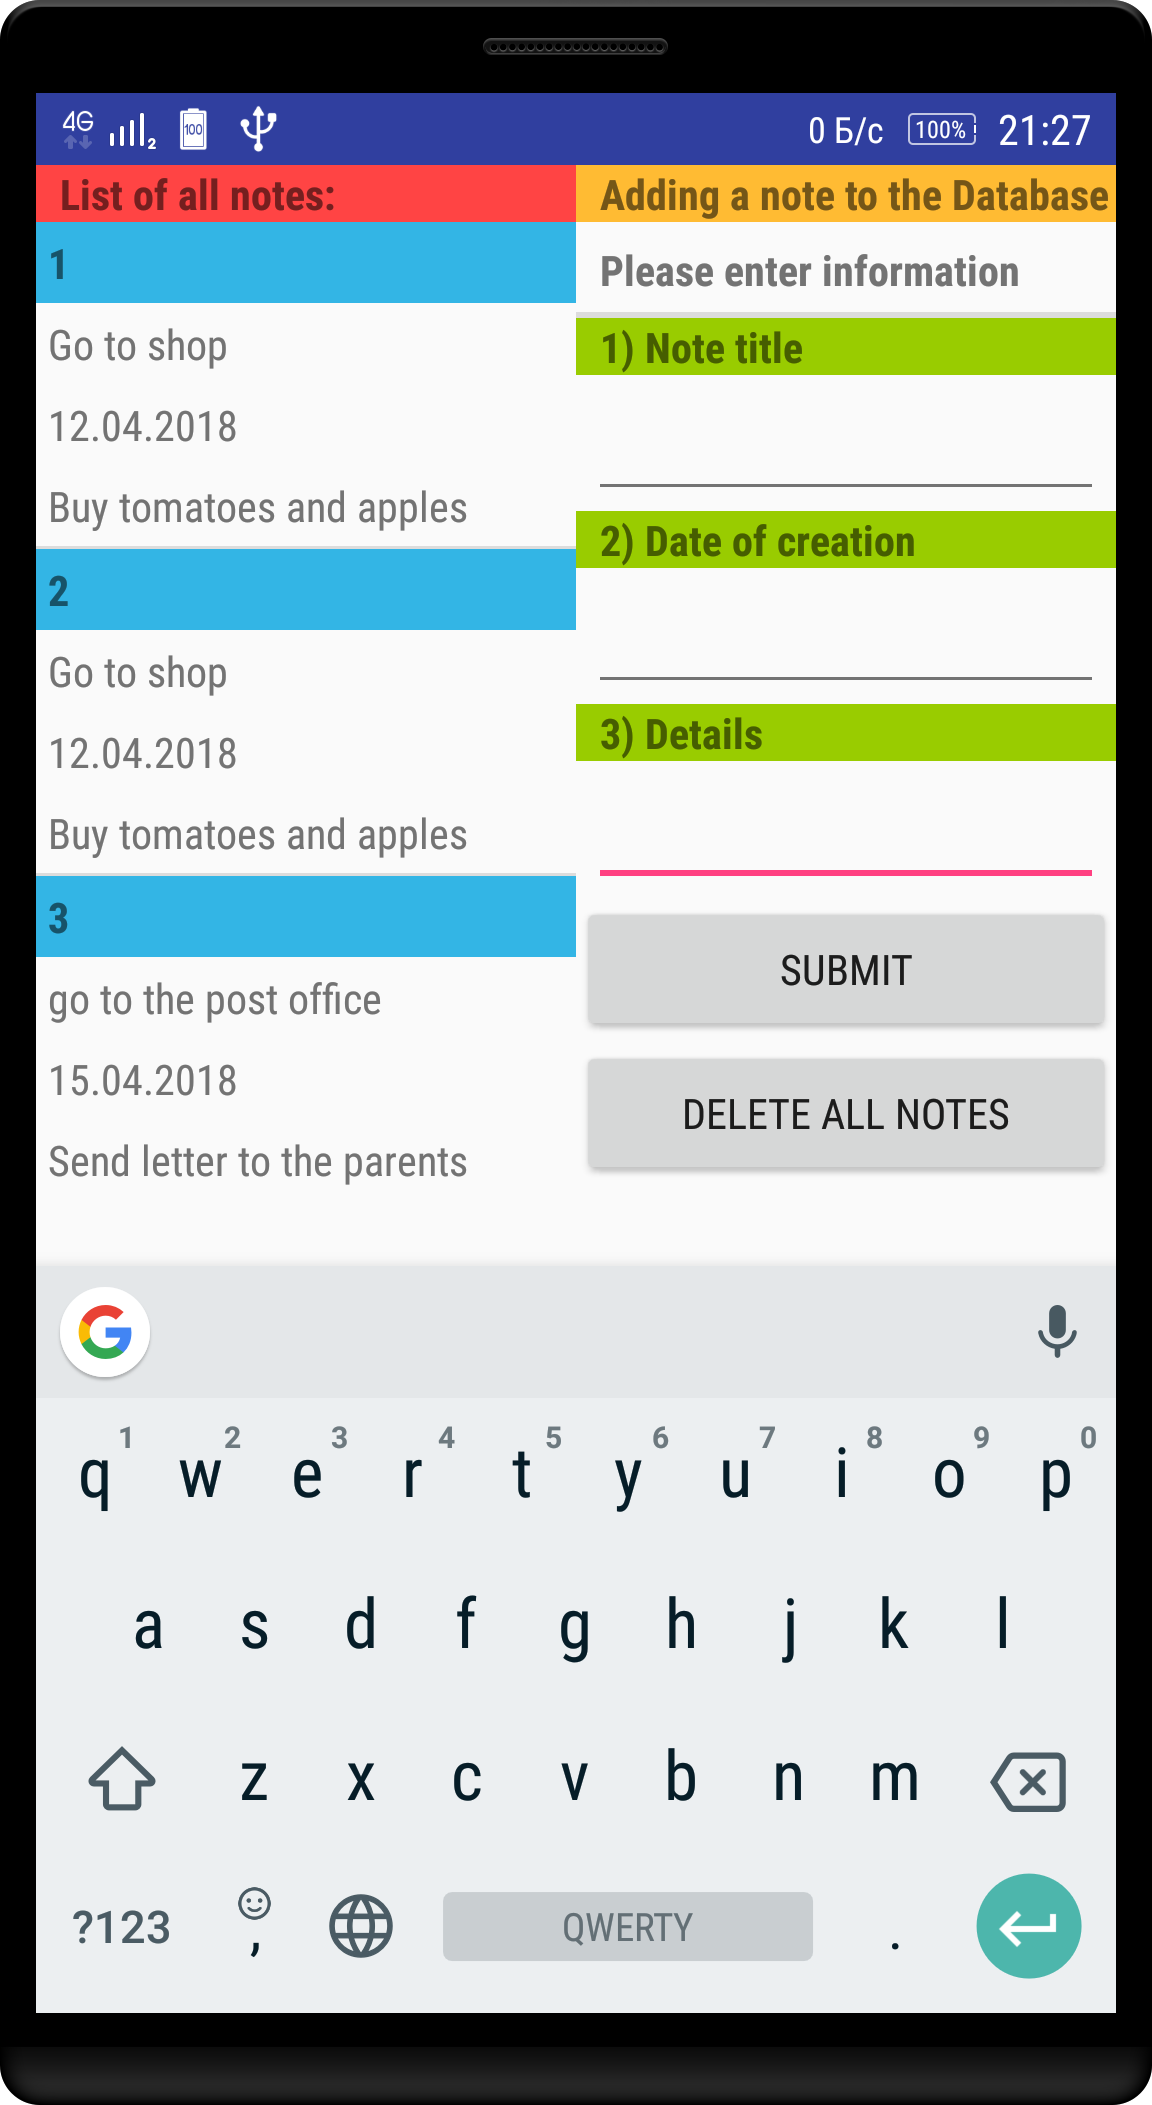 4G
2
100
0 Б/с
100%
21:27
List of all notes:
1
Go to shop
12.04.2018
Buy tomatoes and apples
2
Go to shop
12.04.2018
Buy tomatoes and apples
3
go to the post office
15.04.2018
Send letter to the parents
Adding a note to the Database
Please enter information
1) Note title
2) Date of creation
3) Details
SUBMIT
DELETE ALL NOTES
1 2 3 4 5 6 7 8 9 0
q w e r t y u i o p
a s d f g h j k l
z x c v b n m
?123 , QWERTY .